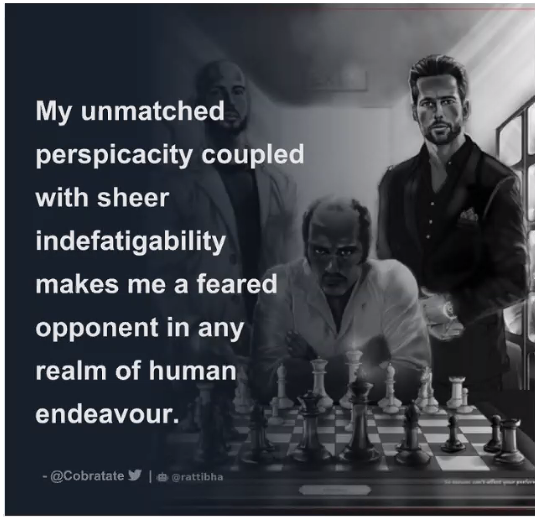 My unmatched
perspicacity coupled
with sheer
indefatigability
makes me a feared
opponent in any
realm of human
endeavour.
- @Cobratate | @rattibha